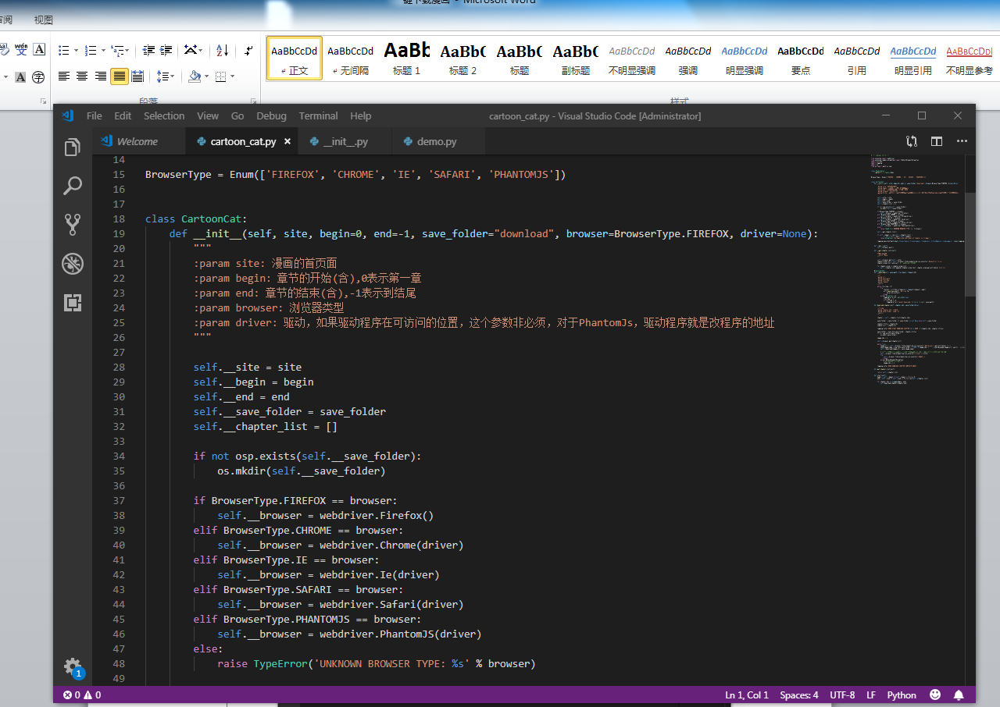 键下载漫画 - Microsoft Word
审阅 视图
AaBbCcDd AaBbCcDd AaBb AaBbC AaBbC AaBbC AaBbCcDd AaBbCcDd AaBbCcDd AaBbCcDd AaBbCcDd AaBbCcDd AaBbCcDd
正文 无间隔 标题 1 标题 2 标题 副标题 不明显强调 强调 明显强调 要点 引用 明显引用 不明显参考
段落 样式
File Edit Selection View Go Debug Terminal Help cartoon_cat.py - Visual Studio Code [Administrator]
Welcome cartoon_cat.py × __init__.py demo.py
14
15 BrowserType = Enum(['FIREFOX', 'CHROME', 'IE', 'SAFARI', 'PHANTOMJS'])
16
17
18 class CartoonCat:
19 def __init__(self, site, begin=0, end=-1, save_folder="download", browser=BrowserType.FIREFOX, driver=None):
20 """
21 :param site: 漫画的首页面
22 :param begin: 章节的开始(含),0表示第一章
23 :param end: 章节的结束(含),-1表示到结尾
24 :param browser: 浏览器类型
25 :param driver: 驱动，如果驱动程序在可访问的位置，这个参数非必须，对于PhantomJs，驱动程序就是改程序的地址
26 """
27
28 self.__site = site
29 self.__begin = begin
30 self.__end = end
31 self.__save_folder = save_folder
32 self.__chapter_list = []
33
34 if not osp.exists(self.__save_folder):
35 os.mkdir(self.__save_folder)
36
37 if BrowserType.FIREFOX == browser:
38 self.__browser = webdriver.Firefox()
39 elif BrowserType.CHROME == browser:
40 self.__browser = webdriver.Chrome(driver)
41 elif BrowserType.IE == browser:
42 self.__browser = webdriver.Ie(driver)
43 elif BrowserType.SAFARI == browser:
44 self.__browser = webdriver.Safari(driver)
45 elif BrowserType.PHANTOMJS == browser:
46 self.__browser = webdriver.PhantomJS(driver)
47 else:
48 raise TypeError('UNKNOWN BROWSER TYPE: %s' % browser)
49
1
0 0 Ln 1, Col 1 Spaces: 4 UTF-8 LF Python